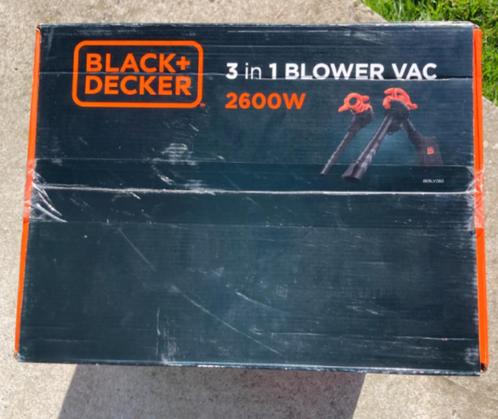 BLACK+
DECKER
3 in 1 BLOWER VAC
2600W